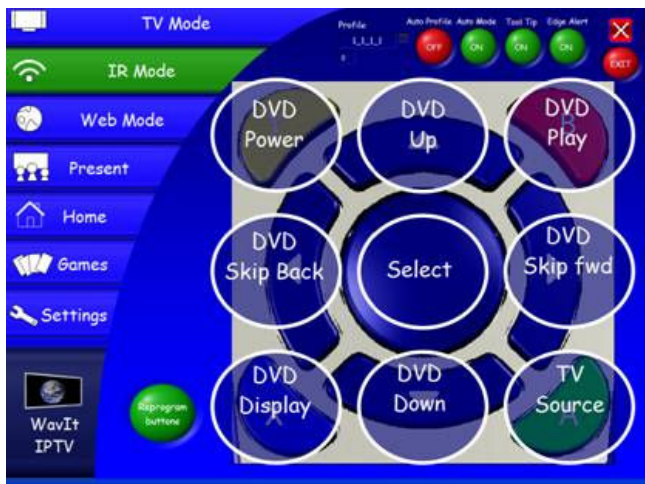 TV Mode
Profile
Auto Profile Auto Mode Tool Tip Edge Alert
1_1_1_1
OFF ON ON ON
EXIT
IR Mode
Web Mode
Present
Home
Games
Settings
WavIt
IPTV
Reprogram
buttons
DVD
Power
DVD
Up
DVD
Play
B
DVD
Skip Back
Select
DVD
Skip fwd
DVD
Display
X
DVD
Down
TV
Source
A